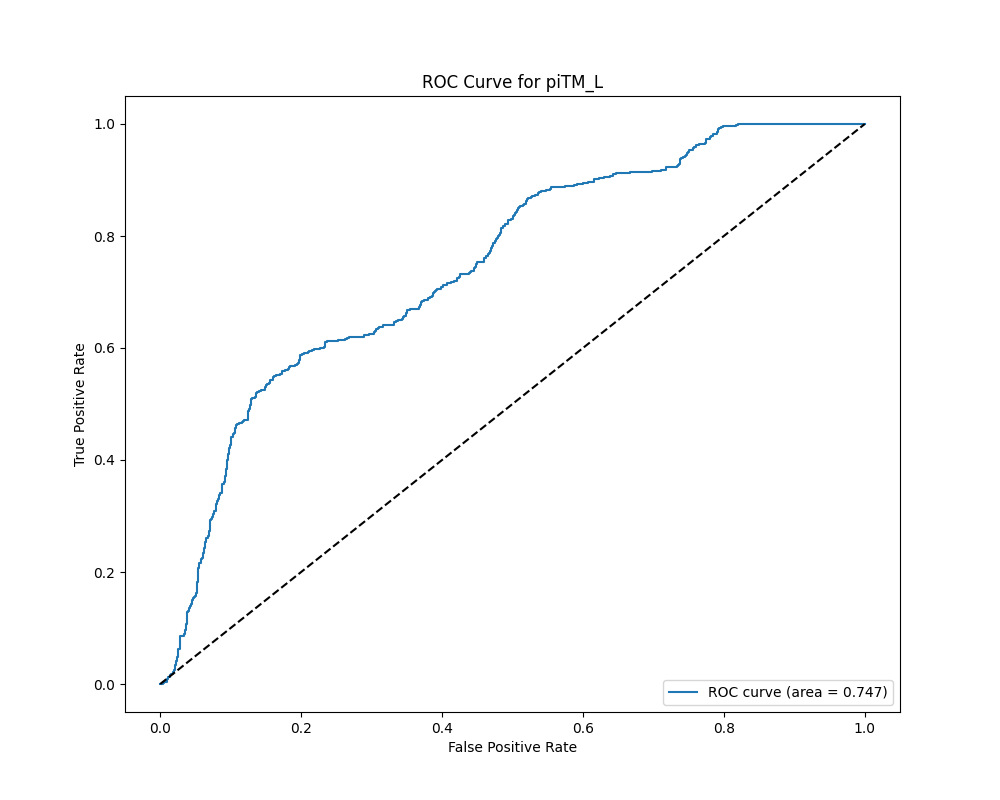 ROC Curve for piTM_L
True Positive Rate
1.0
0.8
0.6
0.4
0.2
0.0
ROC curve (area = 0.747)
0.0 0.2 0.4 0.6 0.8 1.0
False Positive Rate